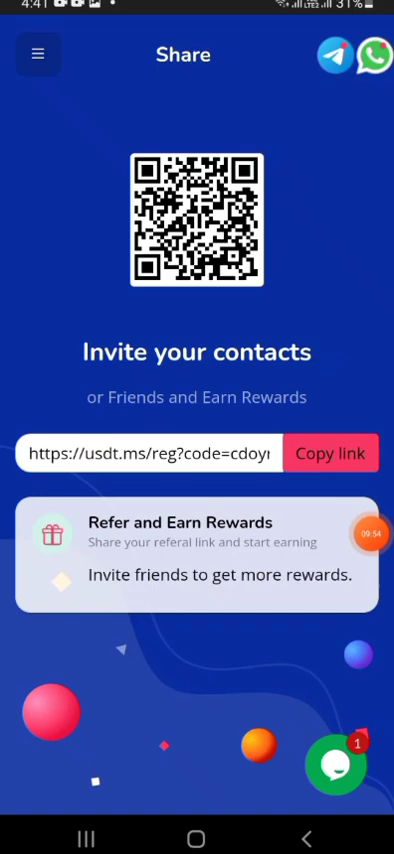 4:41
31%
Share
Invite your contacts
or Friends and Earn Rewards
https://usdt.ms/reg?code=cdoyr
Copy link
Refer and Earn Rewards
Share your referal link and start earning
09:54
Invite friends to get more rewards.
1